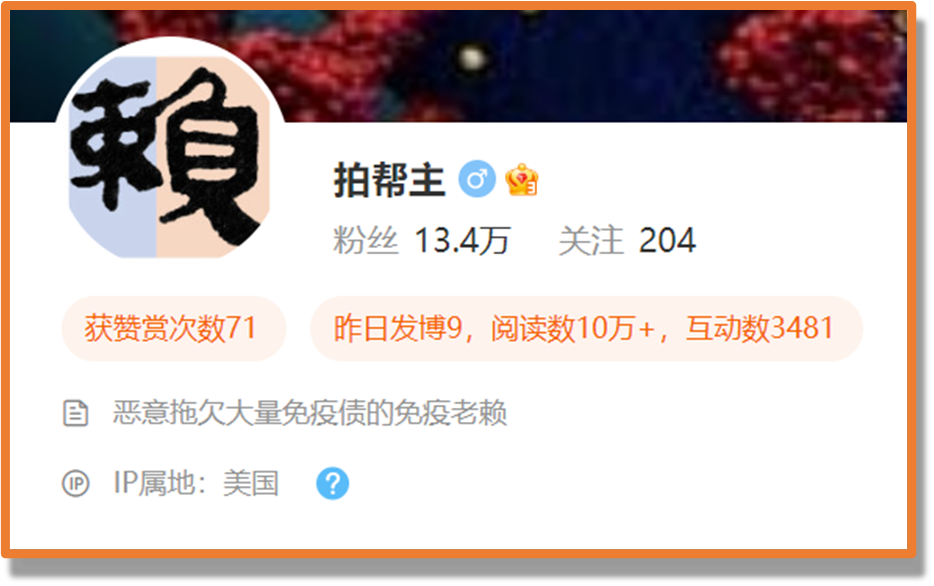 賴
拍帮主
粉丝 13.4万 关注 204
获赞赏次数71 昨日发博9，阅读数10万+，互动数3481
恶意拖欠大量免疫债的免疫老赖
IP IP属地：美国 ?